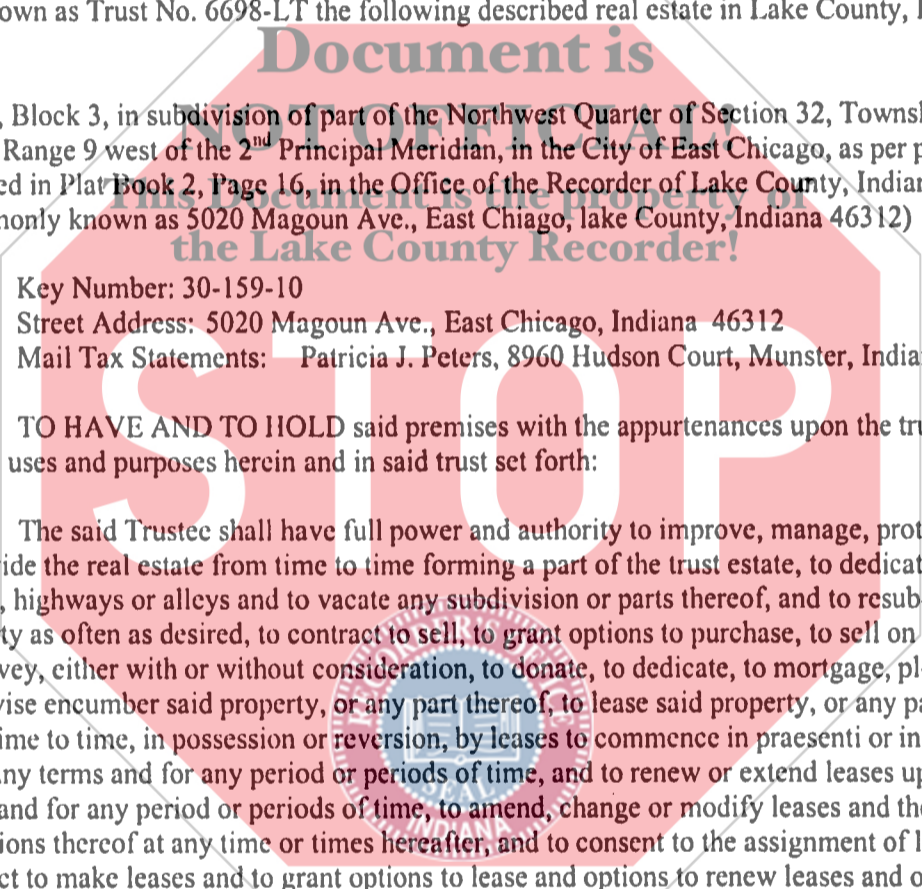 own as Trust No. 6698-LT the following described real estate in Lake County,
Document is
NOT OFFICIAL!
, Block 3, in subdivision of part of the Northwest Quarter of Section 32, Towns
Range 9 west of the 2nd Principal Meridian, in the City of East Chicago, as per p
ed in Plat Book 2, Page 16, in the Office of the Recorder of Lake County, Indian
This Document is the property of
monly known as 5020 Magoun Ave., East Chiago, lake County, Indiana 46312)
the Lake County Recorder!
Key Number: 30-159-10
Street Address: 5020 Magoun Ave., East Chicago, Indiana 46312
Mail Tax Statements: Patricia J. Peters, 8960 Hudson Court, Munster, India
STOP
TO HAVE AND TO HOLD said premises with the appurtenances upon the tru
uses and purposes herein and in said trust set forth:
The said Trustee shall have full power and authority to improve, manage, prot
ide the real estate from time to time forming a part of the trust estate, to dedicat
, highways or alleys and to vacate any subdivision or parts thereof, and to resub
ty as often as desired, to contract to sell, to grant options to purchase, to sell on
vey, either with or without consideration, to donate, to dedicate, to mortgage, pl
vise encumber said property, or any part thereof, to lease said property, or any pa
ime to time, in possession or reversion, by leases to commence in praesenti or in
ny terms and for any period or periods of time, and to renew or extend leases up
and for any period or periods of time, to amend, change or modify leases and the
ions thereof at any time or times hereafter, and to consent to the assignment of l
ct to make leases and to grant options to lease and options to renew leases and o
RECORDER'S OFFICE
SEAL
INDIANA